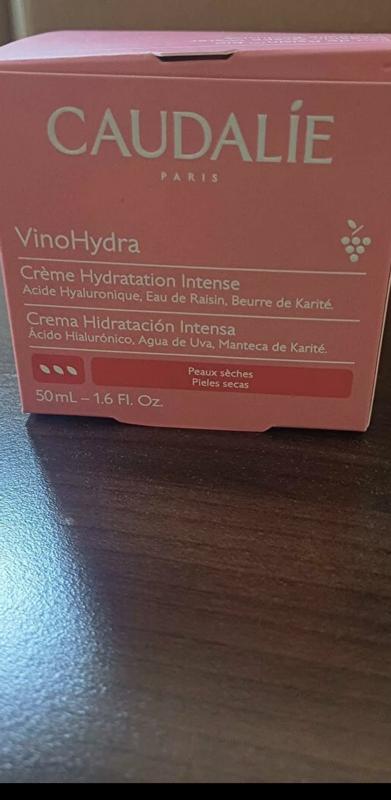 CAUDALÍE
PARIS
VinoHydra
Crème Hydratation Intense
Acide Hyaluronique, Eau de Raisin, Beurre de Karité.
Crema Hidratación Intensa
Ácido Hialurónico, Agua de Uva, Manteca de Karité.
Peaux sèches
Pieles secas
50mL – 1.6 Fl. Oz.